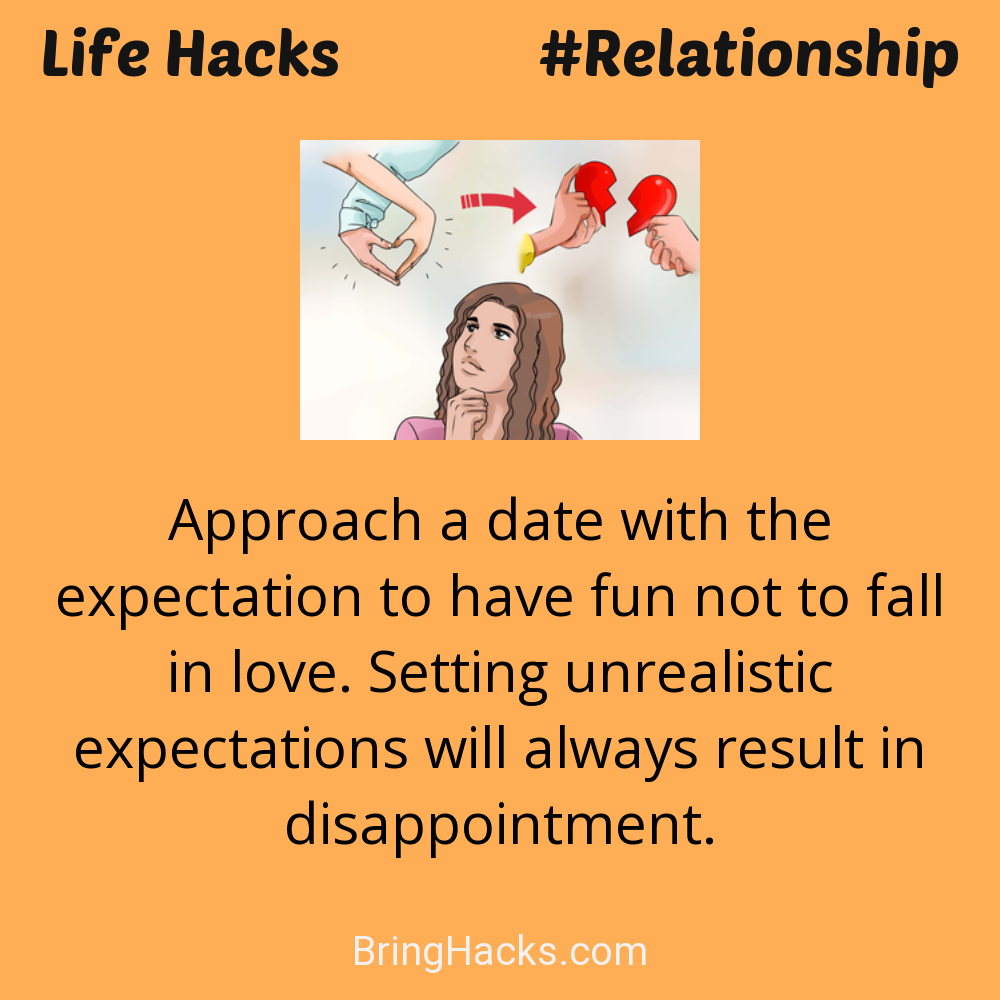 Life Hacks
#Relationship
Approach a date with the
expectation to have fun not to fall
in love. Setting unrealistic
expectations will always result in
disappointment.
BringHacks.com